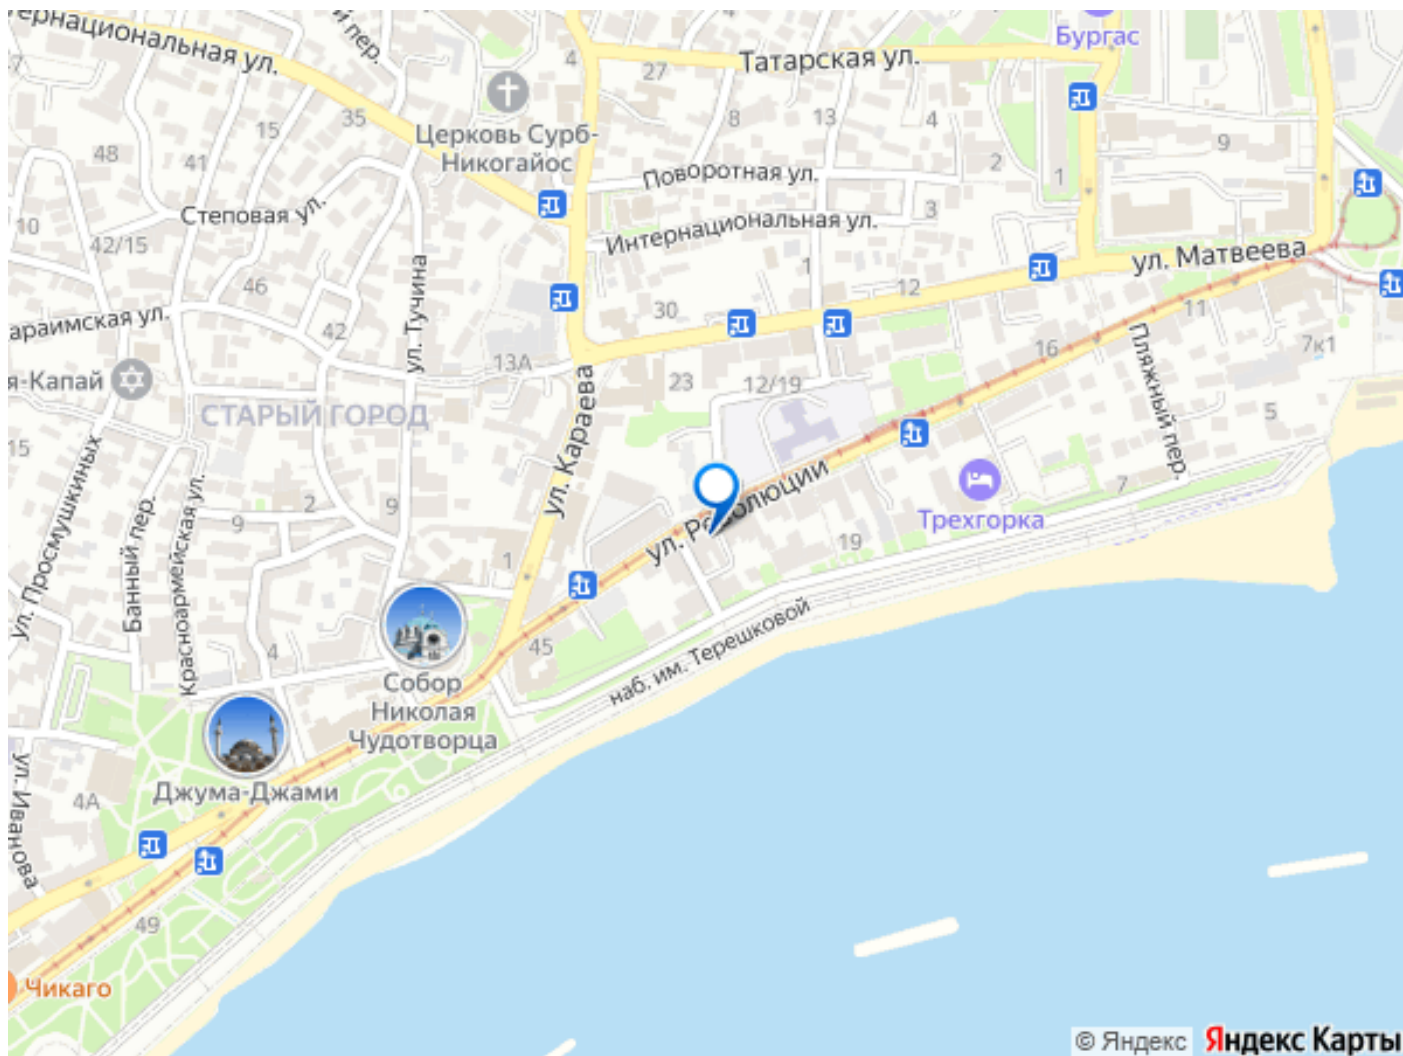 ернациональная ул.
й пер.
Бургас
Татарская ул.
4
27
8
13
4
35
15
Церковь Сурб-
Никогайос
48
41
2
9
1
Поворотная ул.
Степовая ул.
3
10
42/15
Интернациональная ул.
ул. Матвеева
ул. Тучина
1
46
12
30
11
араимская ул.
42
16
7к1
Пляжный пер.
13А
я-Капай
23
12/19
СТАРЫЙ ГОРОД
ул. Караева
5
15
ул. Просмушкиных
Банный пер.
Красноармейская ул.
2
9
9
7
ул. Революции
Трехгорка
19
1
наб. им. Терешковой
45
4
Собор
Николая
Чудотворца
ул. Иванова
4А
Джума-Джами
49
Чикаго
© Яндекс Яндекс Карты